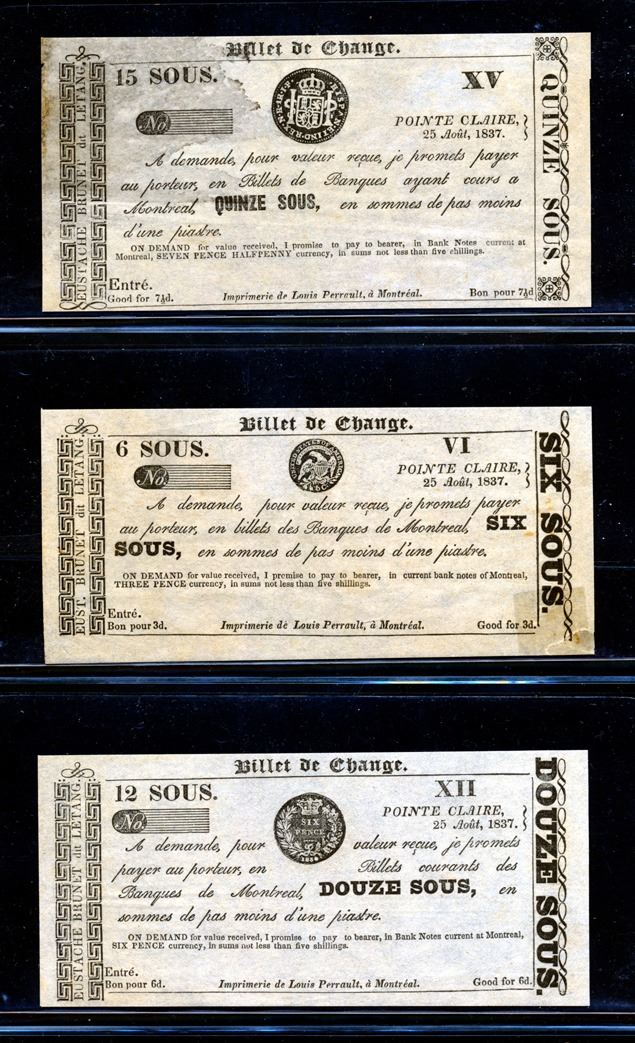 Billet de Change.
15 SOUS. XV
No
POINTE CLAIRE,
25 Août, 1837.
A demande, pour valeur reçue, je promets payer
au porteur, en Billets de Banques ayant cours a
Montreal, QUINZE SOUS, en sommes de pas moins
d'une piastre.
ON DEMAND for value received, I promise to pay to bearer, in Bank Notes current at
Montreal, SEVEN PENCE HALFPENNY currency, in sums not less than five chillings.
Entré.
Good for 7½d. Imprimerie de Louis Perrault, à Montréal. Bon pour 7½d
EUSTACHE BRUNET du LETANG.
QUINZE SOUS.
Billet de Change.
6 SOUS. VI
No
POINTE CLAIRE,
25 Août, 1837.
A demande, pour valeur reçue, je promets payer
au porteur, en billets des Banques de Montreal, SIX
SOUS, en sommes de pas moins d'une piastre.
ON DEMAND for value received, I promise to pay to bearer, in current bank notes of Montreal,
THREE PENCE currency, in sums not less than five shillings.
Entré.
Bon pour 3d. Imprimerie de Louis Perrault, à Montréal. Good for 3d.
EUST. BRUNET du LETANG.
SIX SOUS.
Billet de Change.
12 SOUS. XII
No
SIX
PENCE
POINTE CLAIRE,
25 Août, 1837.
A demande, pour valeur reçue, je promets
payer au porteur, en Billets courants des
Banques de Montreal, DOUZE SOUS, en
sommes de pas moins d'une piastre.
ON DEMAND for value received, I promise to pay to bearer, in Bank Notes current at Montreal,
SIX PENCE currency, in sums not less than five shillings.
Entré.
Bon pour 6d. Imprimerie de Louis Perrault, à Montréal. Good for 6d.
EUSTACHE BRUNET du LETANG.
DOUZE SOUS.